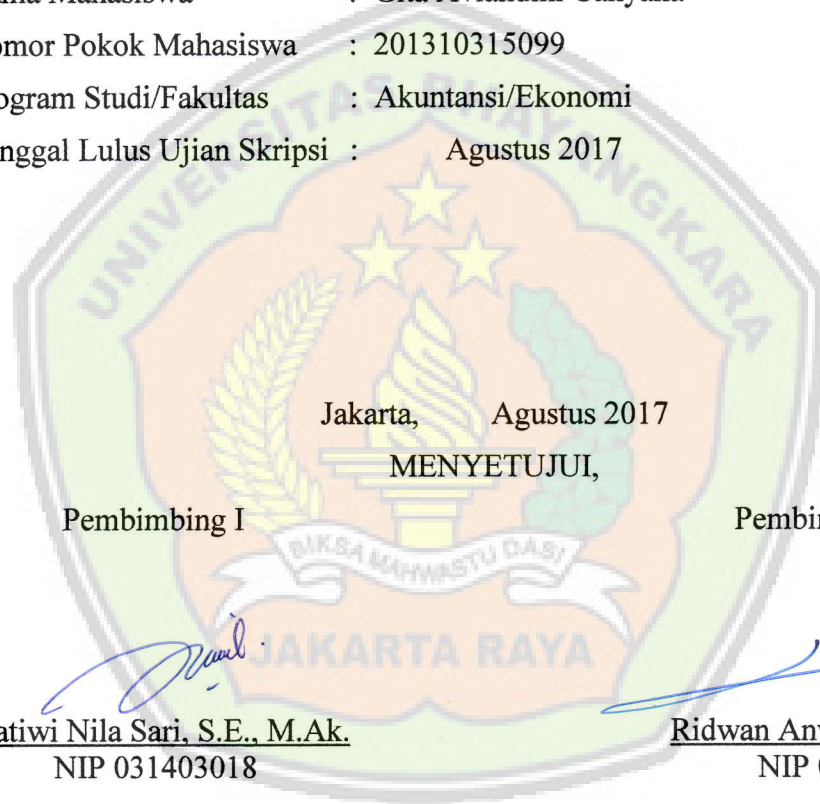 omor Pokok Mahasiswa : 201310315099
ogram Studi/Fakultas : Akuntansi/Ekonomi
nggal Lulus Ujian Skripsi : Agustus 2017
UNIVERSITAS BHAYANGKARA
Jakarta, Agustus 2017
MENYETUJUI,
Pembimbing I Pembi
BIKSA MAHWASTU DASI
JAKARTA RAYA
atiwi Nila Sari, S.E., M.Ak. Ridwan Anw
NIP 031403018 NIP